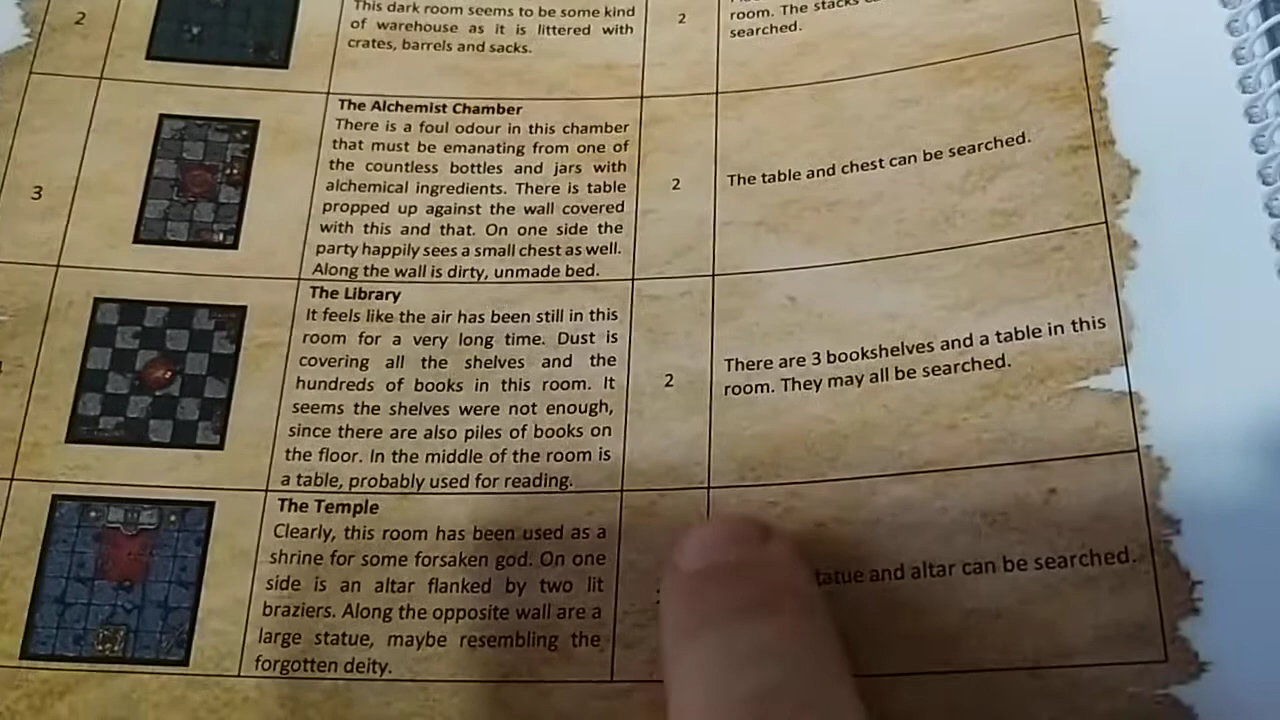 2
This dark room seems to be some kind
of warehouse as it is littered with
crates, barrels and sacks.
2
room. The stacks
searched.
3
The Alchemist Chamber
There is a foul odour in this chamber
that must be emanating from one of
the countless bottles and jars with
alchemical ingredients. There is table
propped up against the wall covered
with this and that. On one side the
party happily sees a small chest as well.
Along the wall is dirty, unmade bed.
2
The table and chest can be searched.
The Library
It feels like the air has been still in this
room for a very long time. Dust is
covering all the shelves and the
hundreds of books in this room. It
seems the shelves were not enough,
since there are also piles of books on
the floor. In the middle of the room is
a table, probably used for reading.
2
There are 3 bookshelves and a table in this
room. They may all be searched.
The Temple
Clearly, this room has been used as a
shrine for some forsaken god. On one
side is an altar flanked by two lit
braziers. Along the opposite wall are a
large statue, maybe resembling the
forgotten deity.
tatue and altar can be searched.